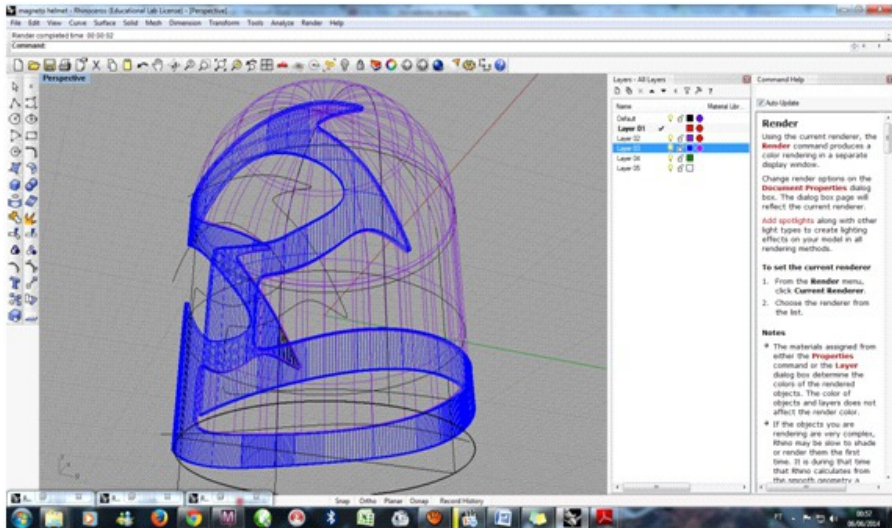 magneto helmet - Rhinoceros (Educational Lab License) - [Perspective]
File Edit View Curve Surface Solid Mesh Dimension Transform Tools Analyze Render Help
Render completed time: 00:00:02
Command:
Perspective
Layers - All Layers
Name Material Libr...
Default
Layer 01
Layer 02
Layer 03
Layer 04
Layer 05
Command Help
Auto-Update
Render
Using the current renderer, the
Render command produces a
color rendering in a separate
display window.
Change render options on the
Document Properties dialog
box. The dialog box page will
reflect the current renderer.
Add spotlights along with other
light types to create lighting
effects on your model in all
rendering methods.
To set the current renderer
1. From the Render menu,
click Current Renderer.
2. Choose the renderer from
the list.
Notes
The materials assigned from
either the Properties
command or the Layer
dialog box determine the
colors of the rendered
objects. The color of
objects and layers does not
affect the render color.
If the objects you are
rendering are very complex,
Rhino may be slow to shade
or render them the first
time. It is during that time
that Rhino calculates from
the smooth geometry a
Snap Ortho Planar Osnap Record History
PT
00:57